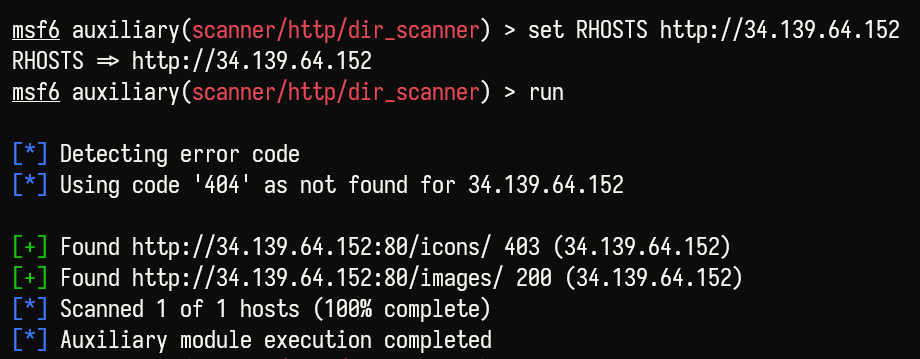 msf6 auxiliary(scanner/http/dir_scanner) > set RHOSTS http://34.139.64.152
RHOSTS => http://34.139.64.152
msf6 auxiliary(scanner/http/dir_scanner) > run
[*] Detecting error code
[*] Using code '404' as not found for 34.139.64.152
[+] Found http://34.139.64.152:80/icons/ 403 (34.139.64.152)
[+] Found http://34.139.64.152:80/images/ 200 (34.139.64.152)
[*] Scanned 1 of 1 hosts (100% complete)
[*] Auxiliary module execution completed